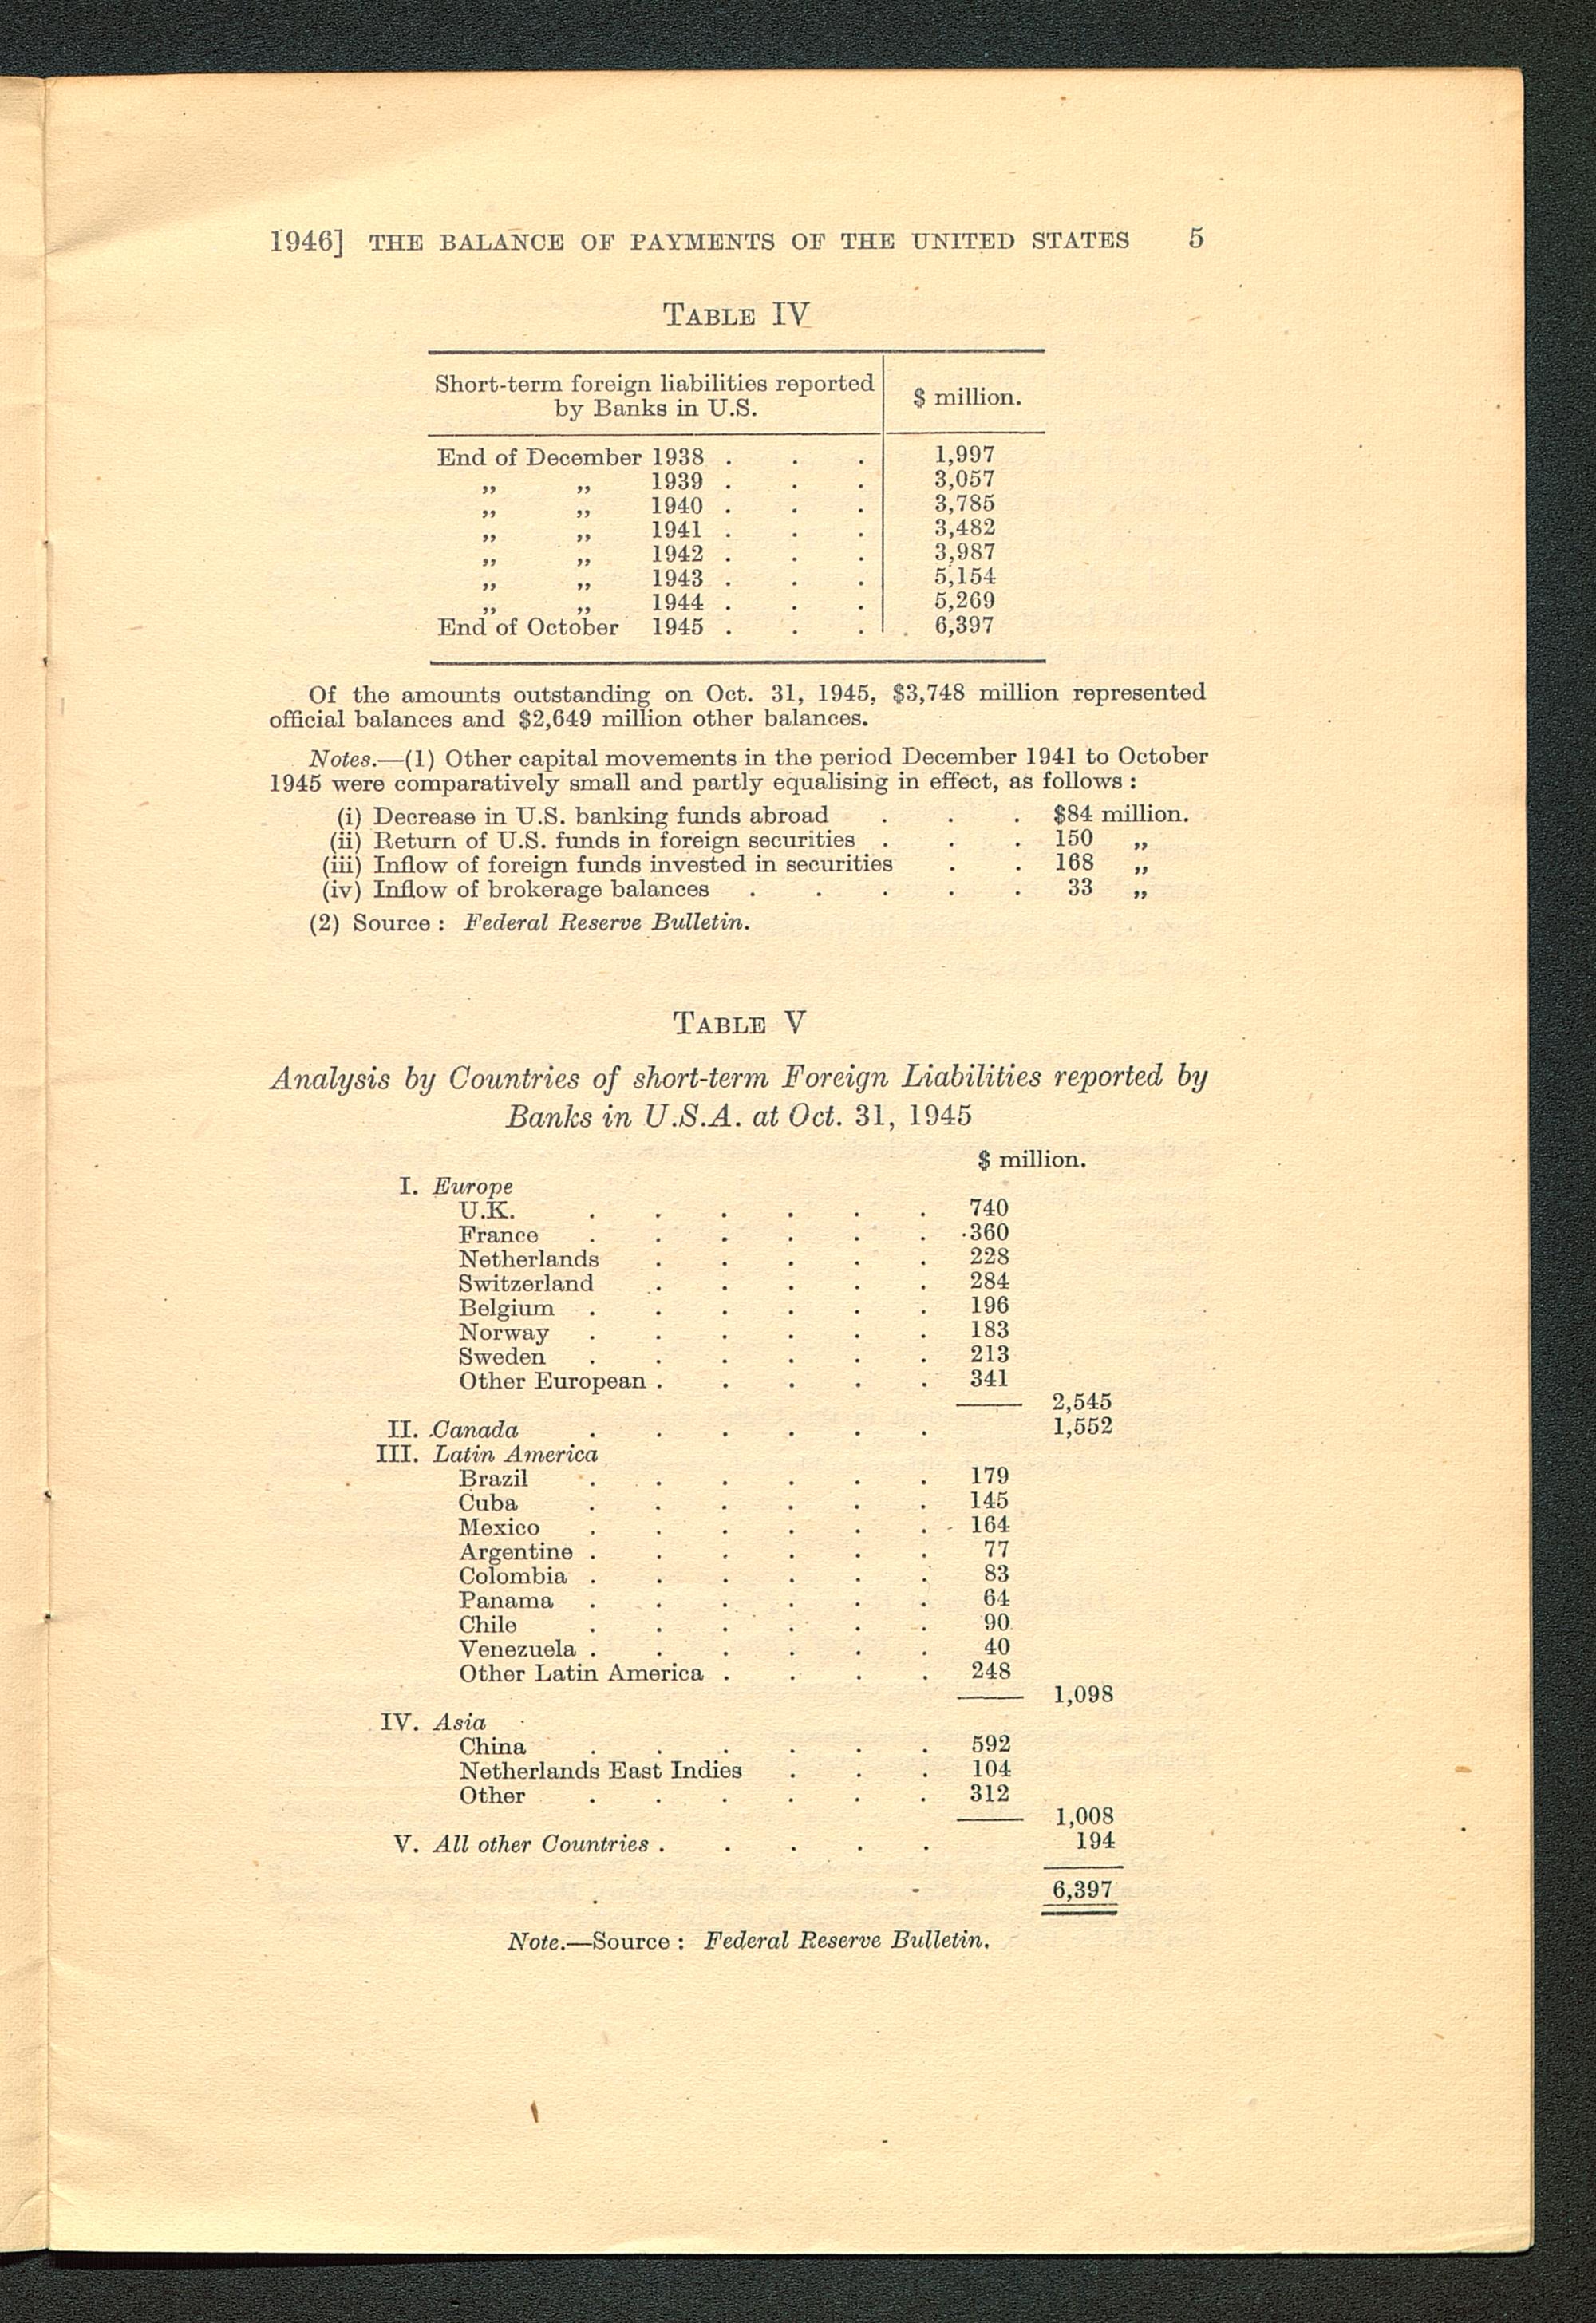 1946] THE BALANCE OF PAYMENTS OF THE UNITED STATES 5
TABLE IV
Short-term foreign liabilities reported
by Banks in U.S.
$ million.
End of December 1938 . . . 1,997
„ „ 1939 . . . 3,057
„ „ 1940 . . . 3,785
„ „ 1941 . . . 3,482
„ „ 1942 . . . 3,987
„ „ 1943 . . . 5,154
„ „ 1944 . . . 5,269
End of October 1945 . . . 6,397
Of the amounts outstanding on Oct. 31, 1945, $3,748 million represented
official balances and $2,649 million other balances.
Notes.—(1) Other capital movements in the period December 1941 to October
1945 were comparatively small and partly equalising in effect, as follows :
(i) Decrease in U.S. banking funds abroad . . . $84 million.
(ii) Return of U.S. funds in foreign securities . . . 150 „
(iii) Inflow of foreign funds invested in securities . . 168 „
(iv) Inflow of brokerage balances . . . . . 33 „
(2) Source : Federal Reserve Bulletin.
TABLE V
Analysis by Countries of short-term Foreign Liabilities reported by
Banks in U.S.A. at Oct. 31, 1945
$ million.
I. Europe
U.K. . . . . . . 740
France . . . . . . 360
Netherlands . . . . . 228
Switzerland . . . . . 284
Belgium . . . . . . 196
Norway . . . . . . 183
Sweden . . . . . . 213
Other European . . . . . 341
2,545
II. Canada . . . . . . 1,552
III. Latin America
Brazil . . . . . . 179
Cuba . . . . . . 145
Mexico . . . . . . 164
Argentine . . . . . . 77
Colombia . . . . . . 83
Panama . . . . . . 64
Chile . . . . . . 90
Venezuela . . . . . . 40
Other Latin America . . . . 248
1,098
IV. Asia
China . . . . . . 592
Netherlands East Indies . . . 104
Other . . . . . . 312
1,008
V. All other Countries . . . . . 194
6,397
Note.—Source : Federal Reserve Bulletin.